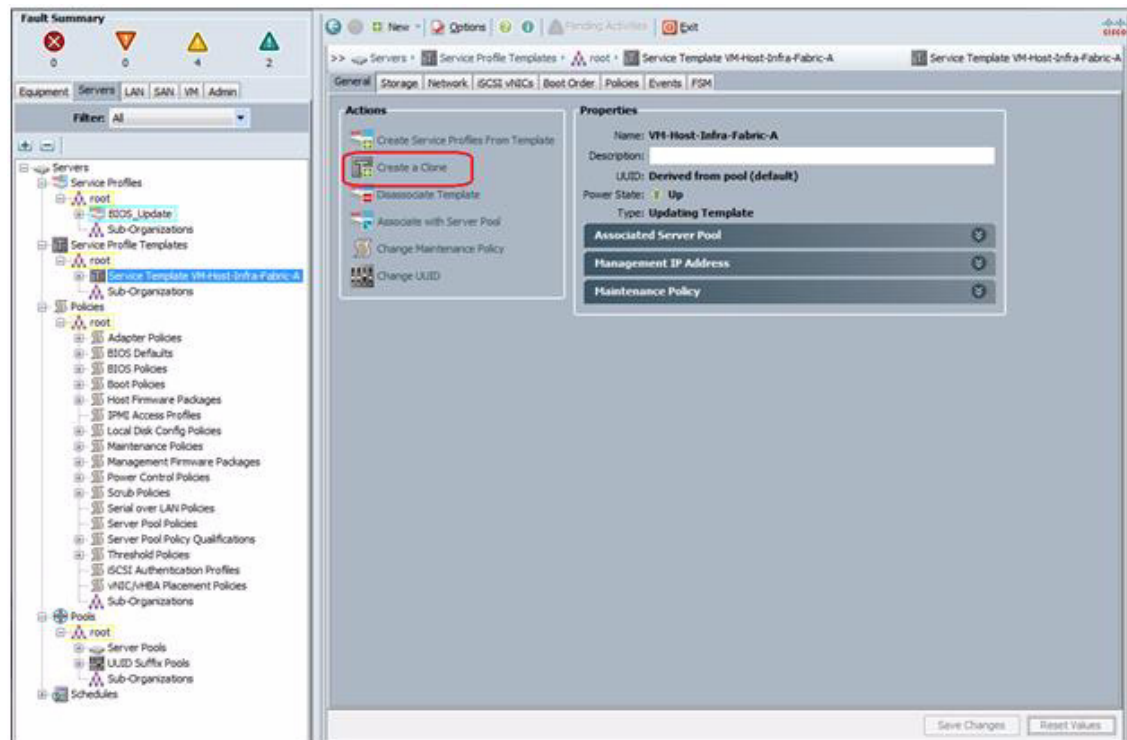 Fault Summary
0 0 4 2
Equipment Servers LAN SAN VM Admin
Filter: All
Servers
Service Profiles
root
BIOS_Update
Sub-Organizations
Service Profile Templates
root
Service Template VM-Host-Infra-Fabric-A
Sub-Organizations
Policies
root
Adapter Policies
BIOS Defaults
BIOS Policies
Boot Policies
Host Firmware Packages
IPMI Access Profiles
Local Disk Config Policies
Maintenance Policies
Management Firmware Packages
Power Control Policies
Scrub Policies
Serial over LAN Policies
Server Pool Policies
Server Pool Policy Qualifications
Threshold Policies
iSCSI Authentication Profiles
vNIC/vHBA Placement Policies
Sub-Organizations
Pools
root
Server Pools
UUID Suffix Pools
Sub-Organizations
Schedules
New Options Pending Activities Exit
CISCO
>> Servers Service Profile Templates root Service Template VM-Host-Infra-Fabric-A Service Template VM-Host-Infra-Fabric-A
General Storage Network iSCSI vNICs Boot Order Policies Events FSM
Actions
Create Service Profiles From Template
Create a Clone
Disassociate Template
Associate with Server Pool
Change Maintenance Policy
Change UUID
Properties
Name: VM-Host-Infra-Fabric-A
Description:
UUID: Derived from pool (default)
Power State: Up
Type: Updating Template
Associated Server Pool
Management IP Address
Maintenance Policy
Save Changes Reset Values